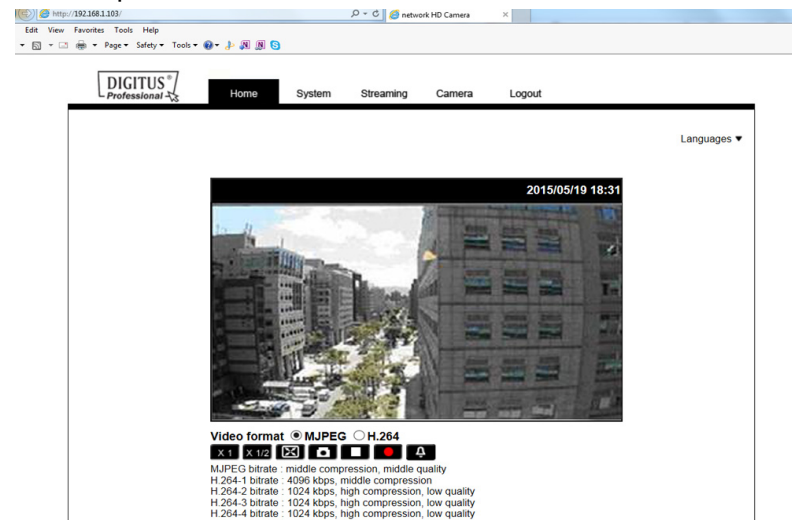 http://192.168.1.103/
network HD Camera
Edit View Favorites Tools Help
Page Safety Tools
DIGITUS®
Professional
Home System Streaming Camera Logout
Languages ▼
2015/05/19 18:31
Video format MJPEG H.264
X 1 X 1/2
MJPEG bitrate : middle compression, middle quality
H.264-1 bitrate : 4096 kbps, middle compression
H.264-2 bitrate : 1024 kbps, high compression, low quality
H.264-3 bitrate : 1024 kbps, high compression, low quality
H.264-4 bitrate : 1024 kbps, high compression, low quality